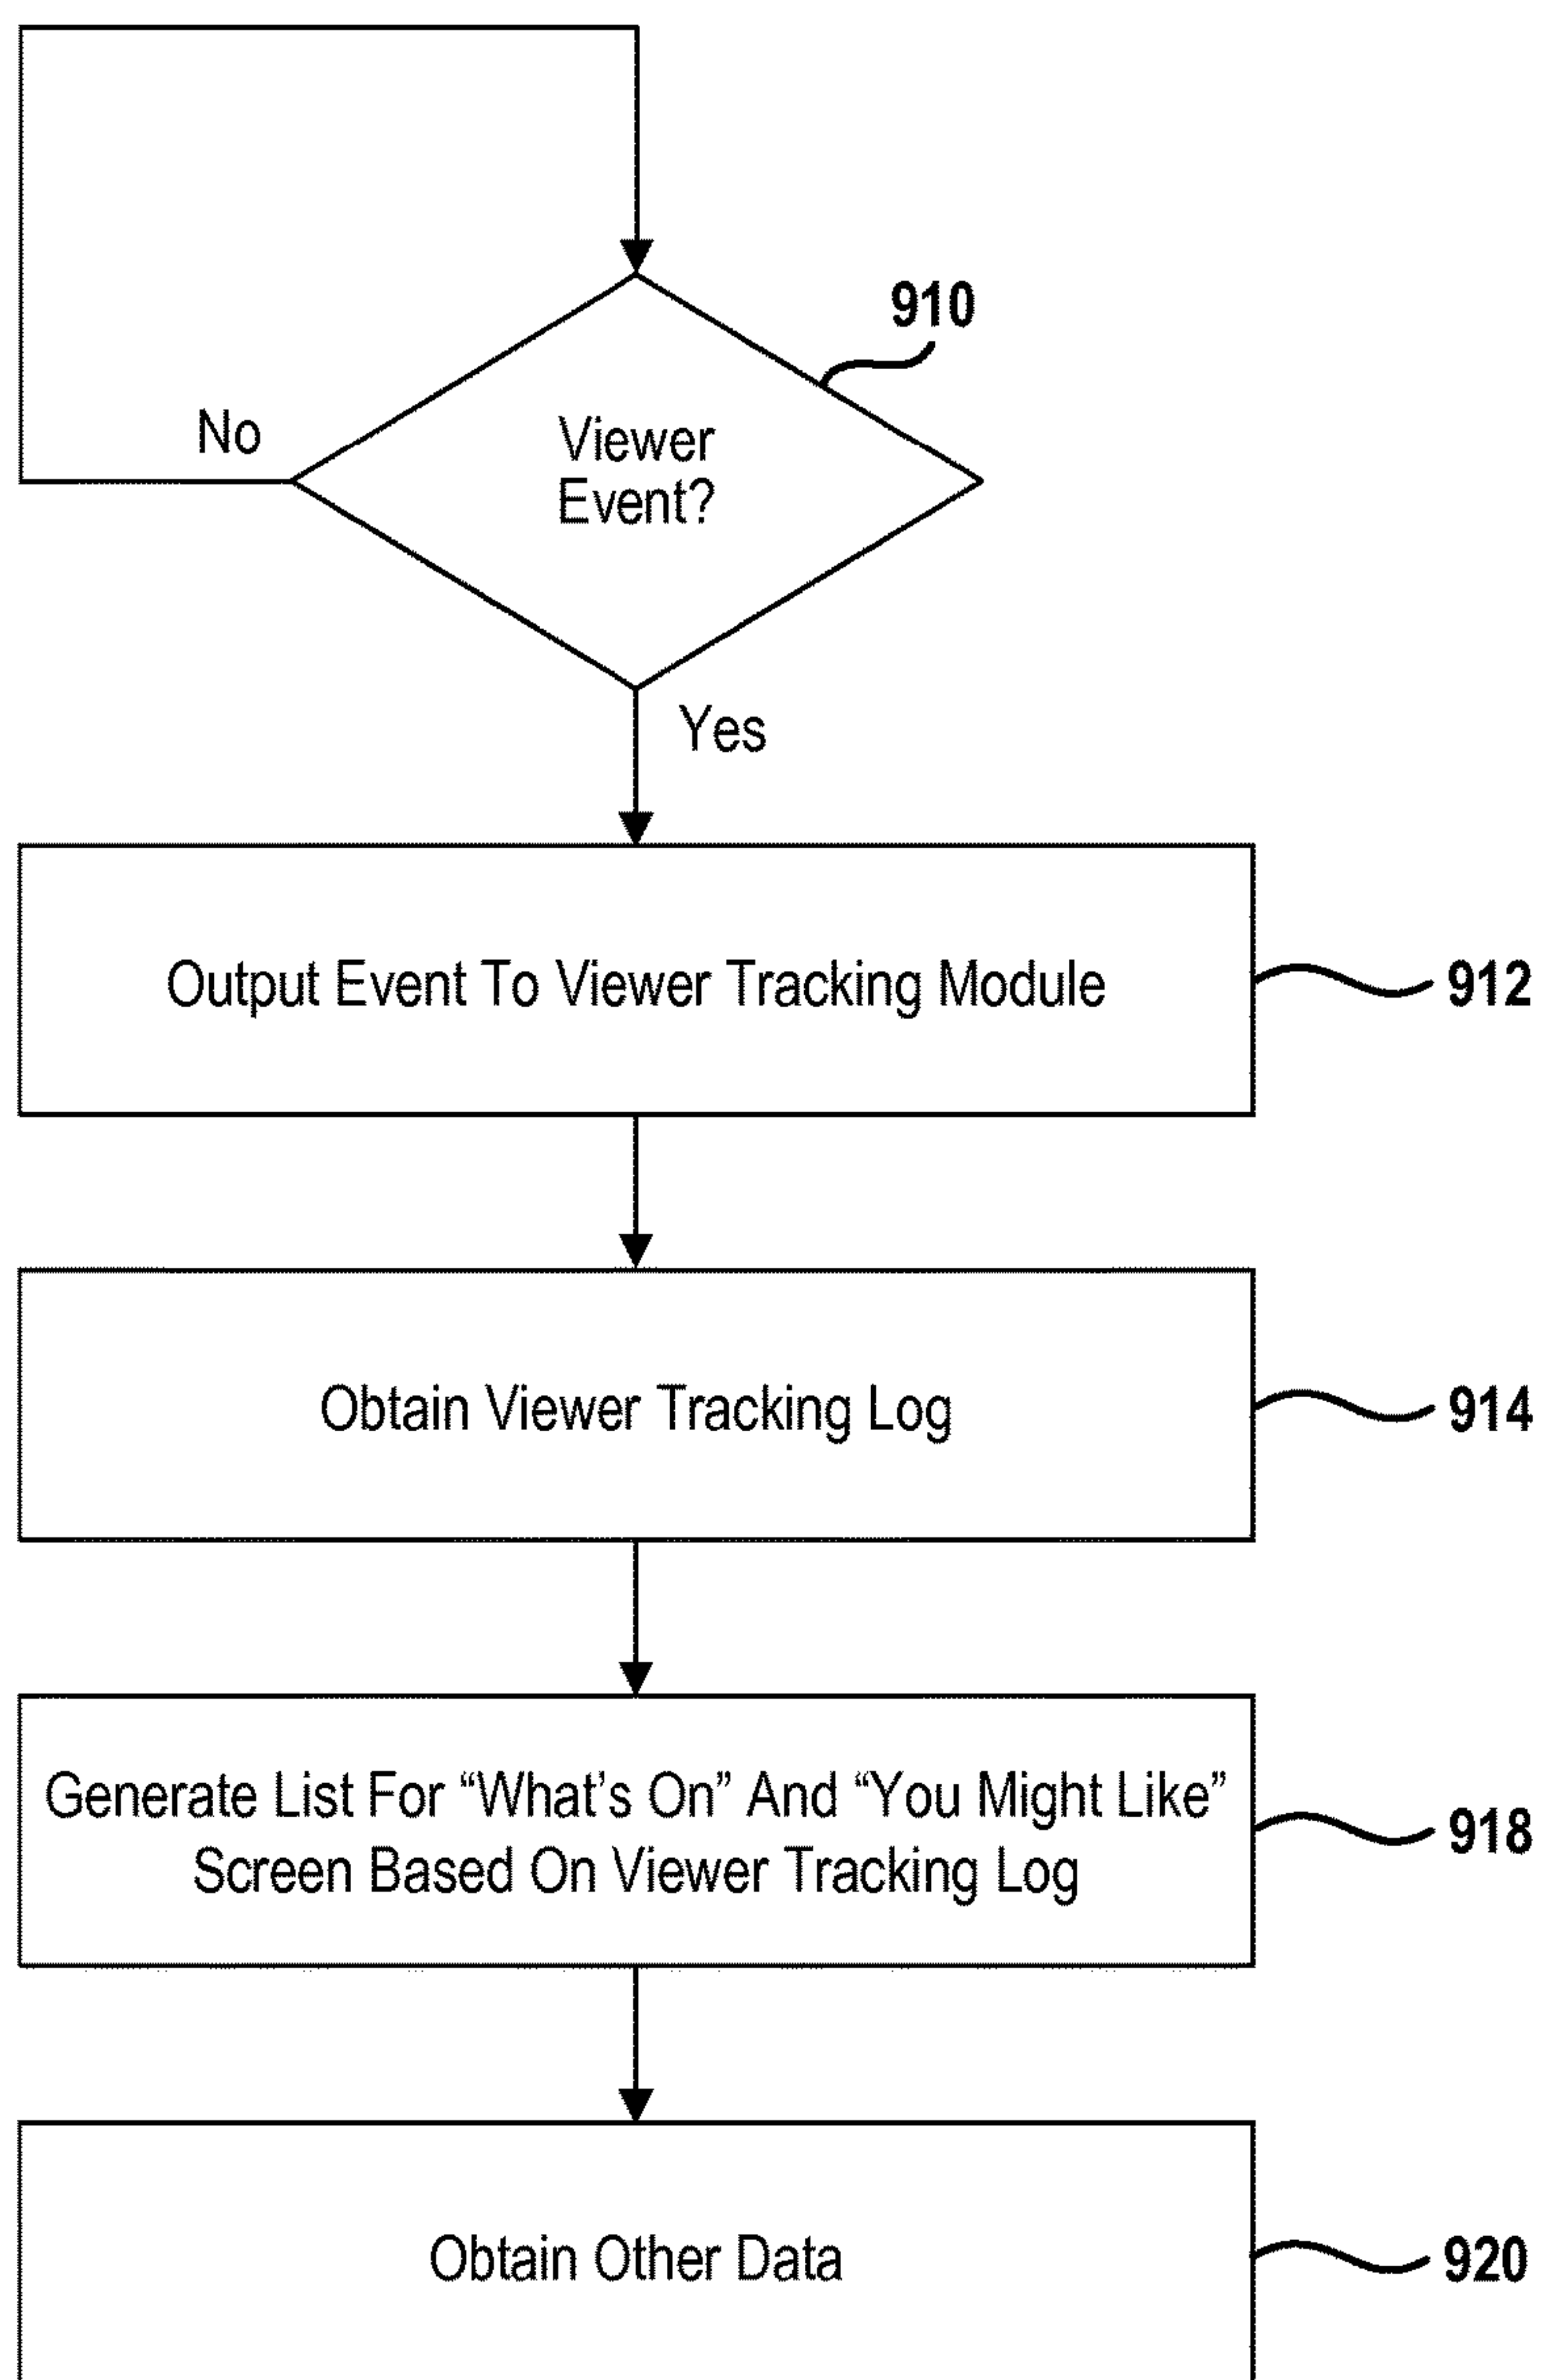 910
No
Viewer
Event?
Yes
Output Event To Viewer Tracking Module
912
Obtain Viewer Tracking Log
914
Generate List For “What’s On” And “You Might Like”
Screen Based On Viewer Tracking Log
918
Obtain Other Data
920